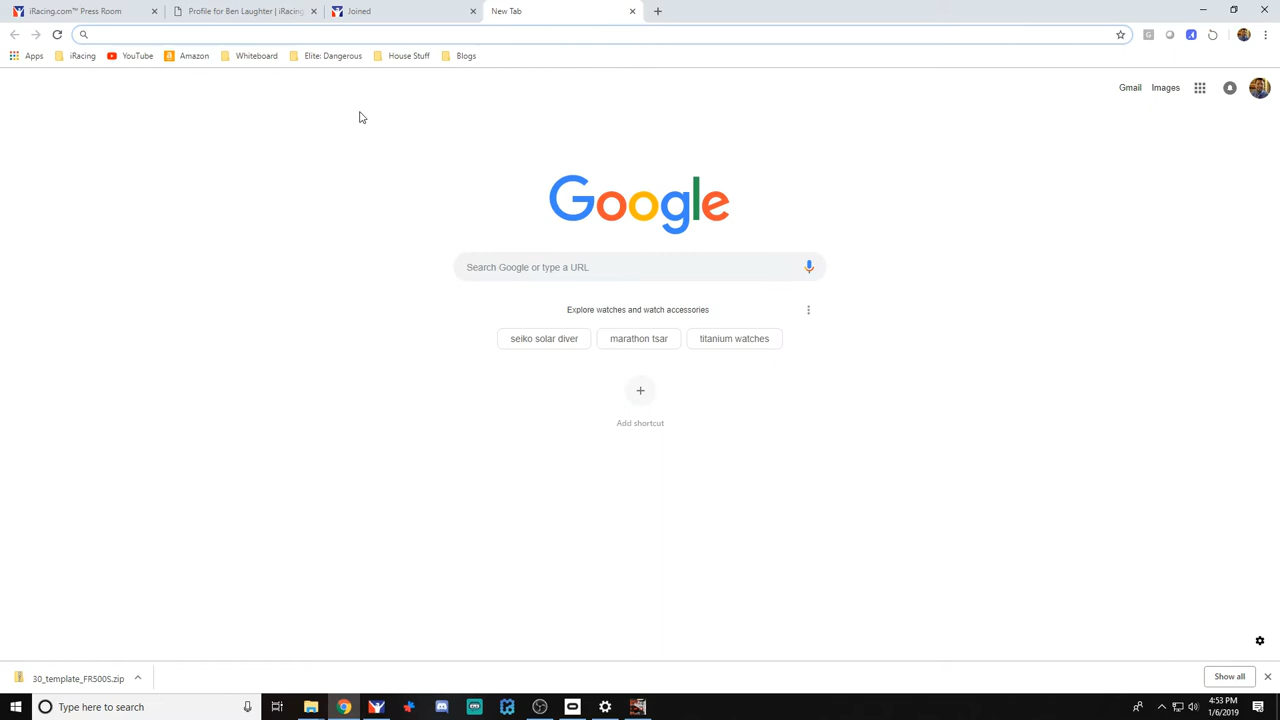 iRacing.com™ Press Room
Profile for Ben Laughter | iRacing
Joined
New Tab
Apps
iRacing
YouTube
Amazon
Whiteboard
Elite: Dangerous
House Stuff
Blogs
Gmail
Images
Google
Search Google or type a URL
Explore watches and watch accessories
seiko solar diver
marathon tsar
titanium watches
Add shortcut
30_template_FR500S.zip
Show all
Type here to search
4:53 PM
1/6/2019